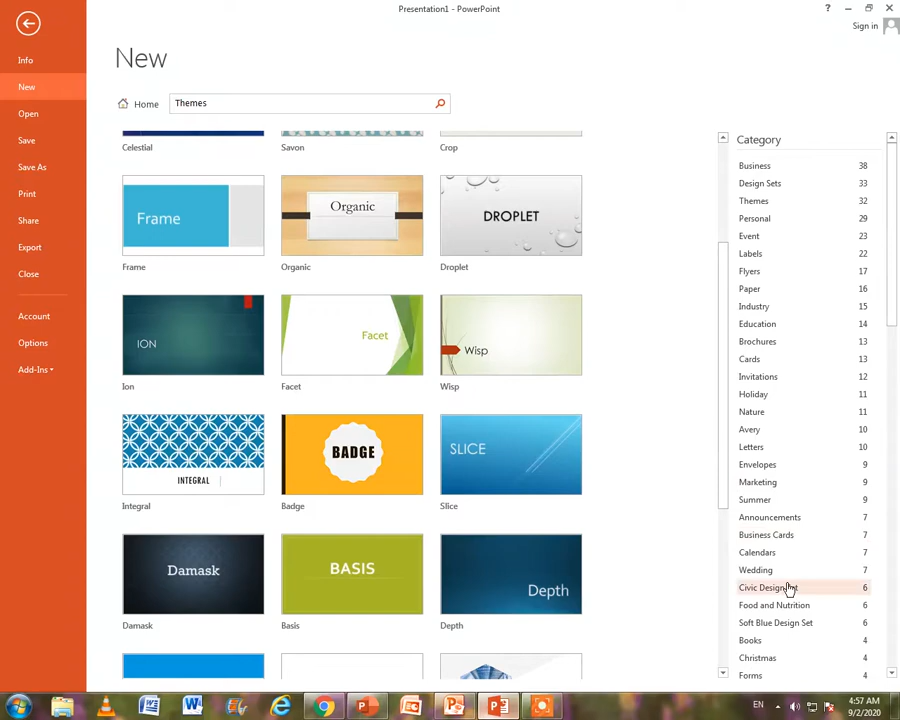 Presentation1 - PowerPoint
?
Sign in
Info
New
Open
Save
Save As
Print
Share
Export
Close
Account
Options
Add-Ins
New
Home
Themes
Celestial
Savon
Crop
Frame
Organic
DROPLET
Frame
Organic
Droplet
ION
Facet
Wisp
Ion
Facet
Wisp
INTEGRAL
BADGE
SLICE
Integral
Badge
Slice
Damask
BASIS
Depth
Damask
Basis
Depth
Category
Business 38
Design Sets 33
Themes 32
Personal 29
Event 23
Labels 22
Flyers 17
Paper 16
Industry 15
Education 14
Brochures 13
Cards 13
Invitations 12
Holiday 11
Nature 11
Avery 10
Letters 10
Envelopes 9
Marketing 9
Summer 9
Announcements 7
Business Cards 7
Calendars 7
Wedding 7
Civic Design 6
Food and Nutrition 6
Soft Blue Design Set 6
Books 4
Christmas 4
Forms 4
EN
4:57 AM
9/2/2020